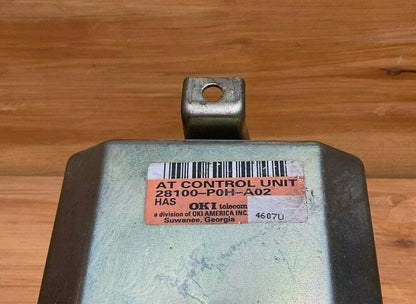 AT CONTROL UNIT
28100-P0H-A02
HAS OKI telecom
a division of OKI AMERICA INC.
Suwanee, Georgia 4607U